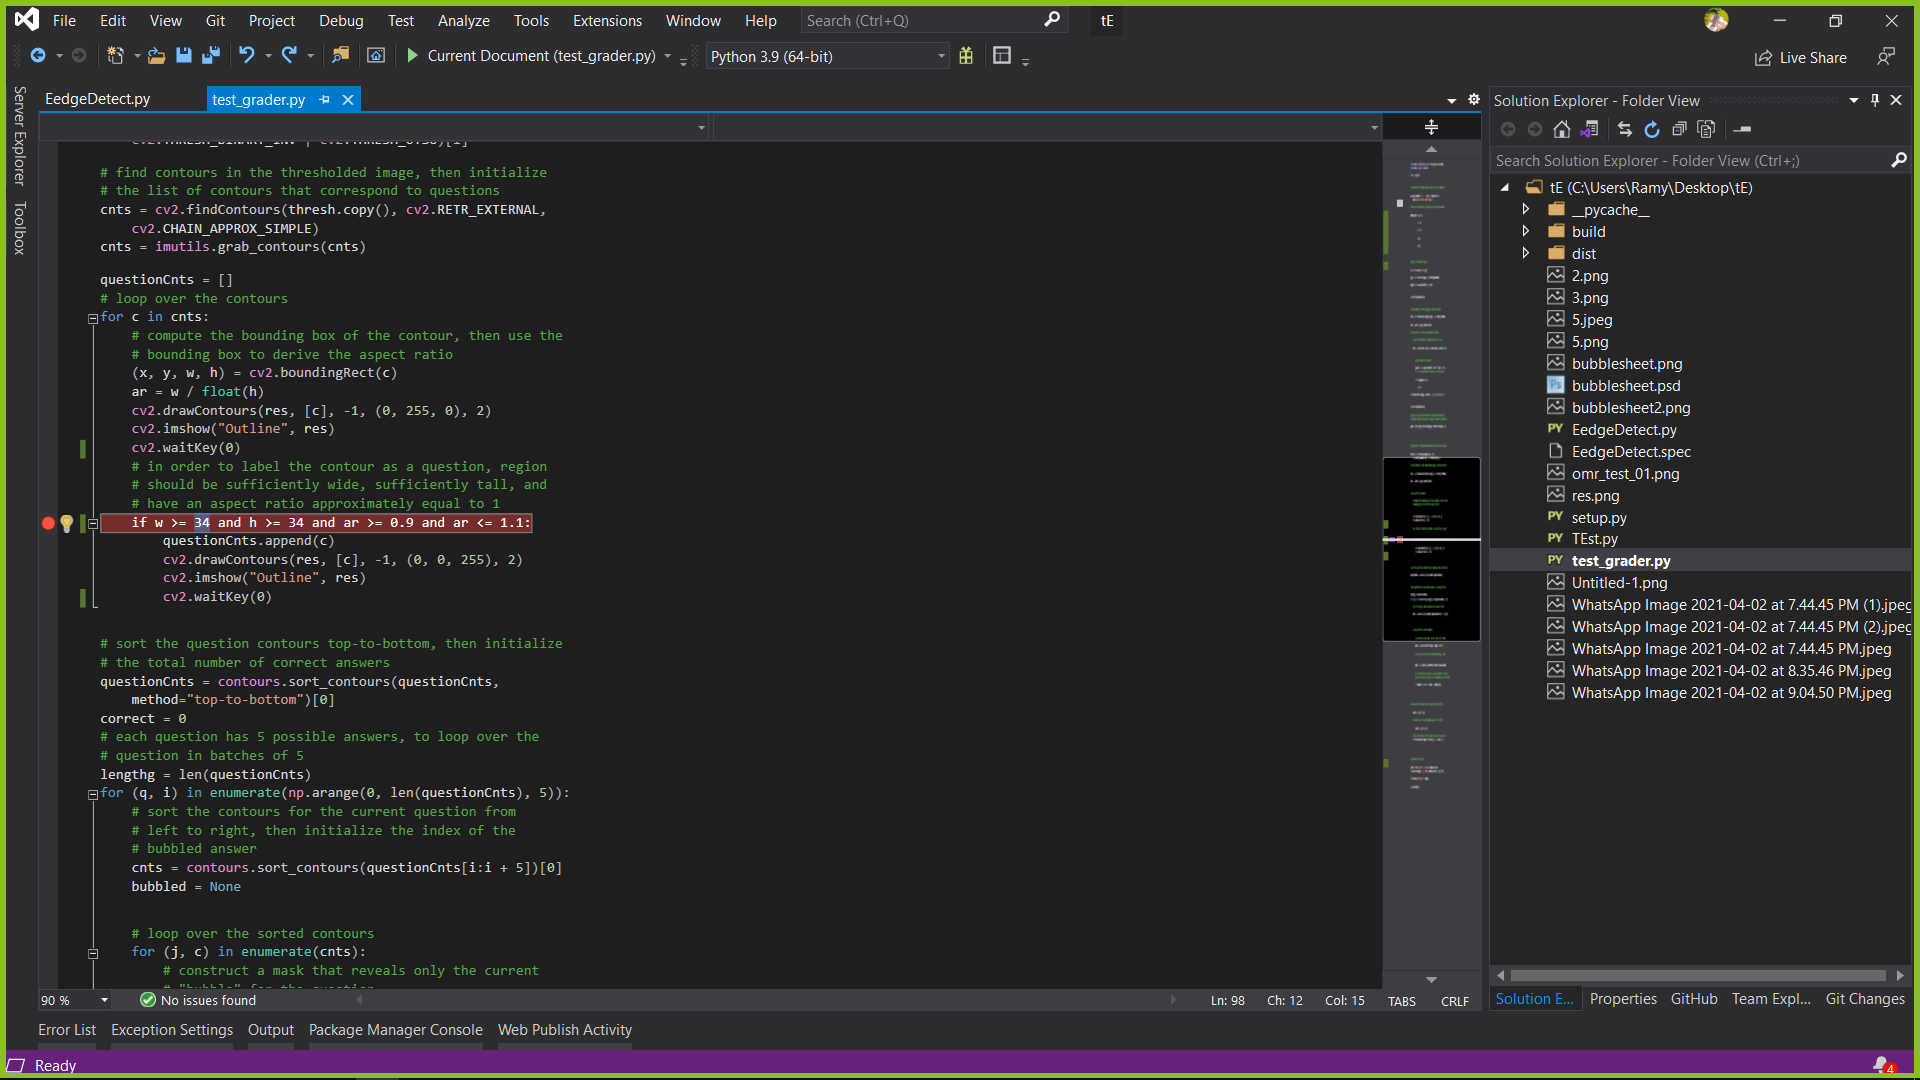 File Edit View Git Project Debug Test Analyze Tools Extensions Window Help Search (Ctrl+Q) tE
Current Document (test_grader.py) Python 3.9 (64-bit) Live Share
Server Explorer
Toolbox
EedgeDetect.py test_grader.py
# find contours in the thresholded image, then initialize
# the list of contours that correspond to questions
cnts = cv2.findContours(thresh.copy(), cv2.RETR_EXTERNAL,
cv2.CHAIN_APPROX_SIMPLE)
cnts = imutils.grab_contours(cnts)
questionCnts = []
# loop over the contours
for c in cnts:
# compute the bounding box of the contour, then use the
# bounding box to derive the aspect ratio
(x, y, w, h) = cv2.boundingRect(c)
ar = w / float(h)
cv2.drawContours(res, [c], -1, (0, 255, 0), 2)
cv2.imshow("Outline", res)
cv2.waitKey(0)
# in order to label the contour as a question, region
# should be sufficiently wide, sufficiently tall, and
# have an aspect ratio approximately equal to 1
if w >= 34 and h >= 34 and ar >= 0.9 and ar <= 1.1:
questionCnts.append(c)
cv2.drawContours(res, [c], -1, (0, 0, 255), 2)
cv2.imshow("Outline", res)
cv2.waitKey(0)
# sort the question contours top-to-bottom, then initialize
# the total number of correct answers
questionCnts = contours.sort_contours(questionCnts,
method="top-to-bottom")[0]
correct = 0
# each question has 5 possible answers, to loop over the
# question in batches of 5
lengthg = len(questionCnts)
for (q, i) in enumerate(np.arange(0, len(questionCnts), 5)):
# sort the contours for the current question from
# left to right, then initialize the index of the
# bubbled answer
cnts = contours.sort_contours(questionCnts[i:i + 5])[0]
bubbled = None
# loop over the sorted contours
for (j, c) in enumerate(cnts):
# construct a mask that reveals only the current
90 % No issues found Ln: 98 Ch: 12 Col: 15 TABS CRLF
Solution Explorer - Folder View
Search Solution Explorer - Folder View (Ctrl+;)
tE (C:\Users\Ramy\Desktop\tE)
__pycache__
build
dist
2.png
3.png
5.jpeg
5.png
bubblesheet.png
Ps bubblesheet.psd
bubblesheet2.png
PY EedgeDetect.py
EedgeDetect.spec
omr_test_01.png
res.png
PY setup.py
PY TEst.py
PY test_grader.py
Untitled-1.png
WhatsApp Image 2021-04-02 at 7.44.45 PM (1).jpeg
WhatsApp Image 2021-04-02 at 7.44.45 PM (2).jpeg
WhatsApp Image 2021-04-02 at 7.44.45 PM.jpeg
WhatsApp Image 2021-04-02 at 8.35.46 PM.jpeg
WhatsApp Image 2021-04-02 at 9.04.50 PM.jpeg
Solution E... Properties GitHub Team Expl... Git Changes
Error List Exception Settings Output Package Manager Console Web Publish Activity
Ready 4